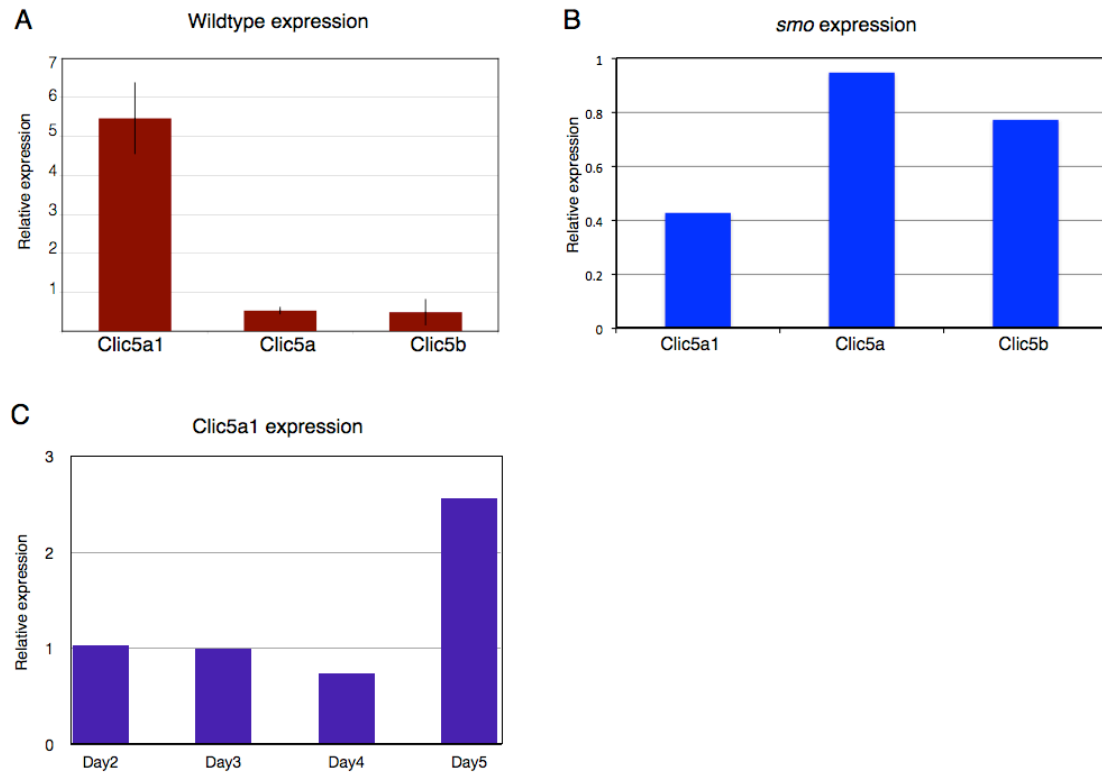 A
Wildtype expression
7
6
5
4
3
2
1
Relative expression
Clic5a1 Clic5a Clic5b
B
smo expression
1
0.8
0.6
0.4
0.2
0
Relative expression
Clic5a1 Clic5a Clic5b
C
Clic5a1 expression
3
2
1
0
Relative expression
Day2 Day3 Day4 Day5